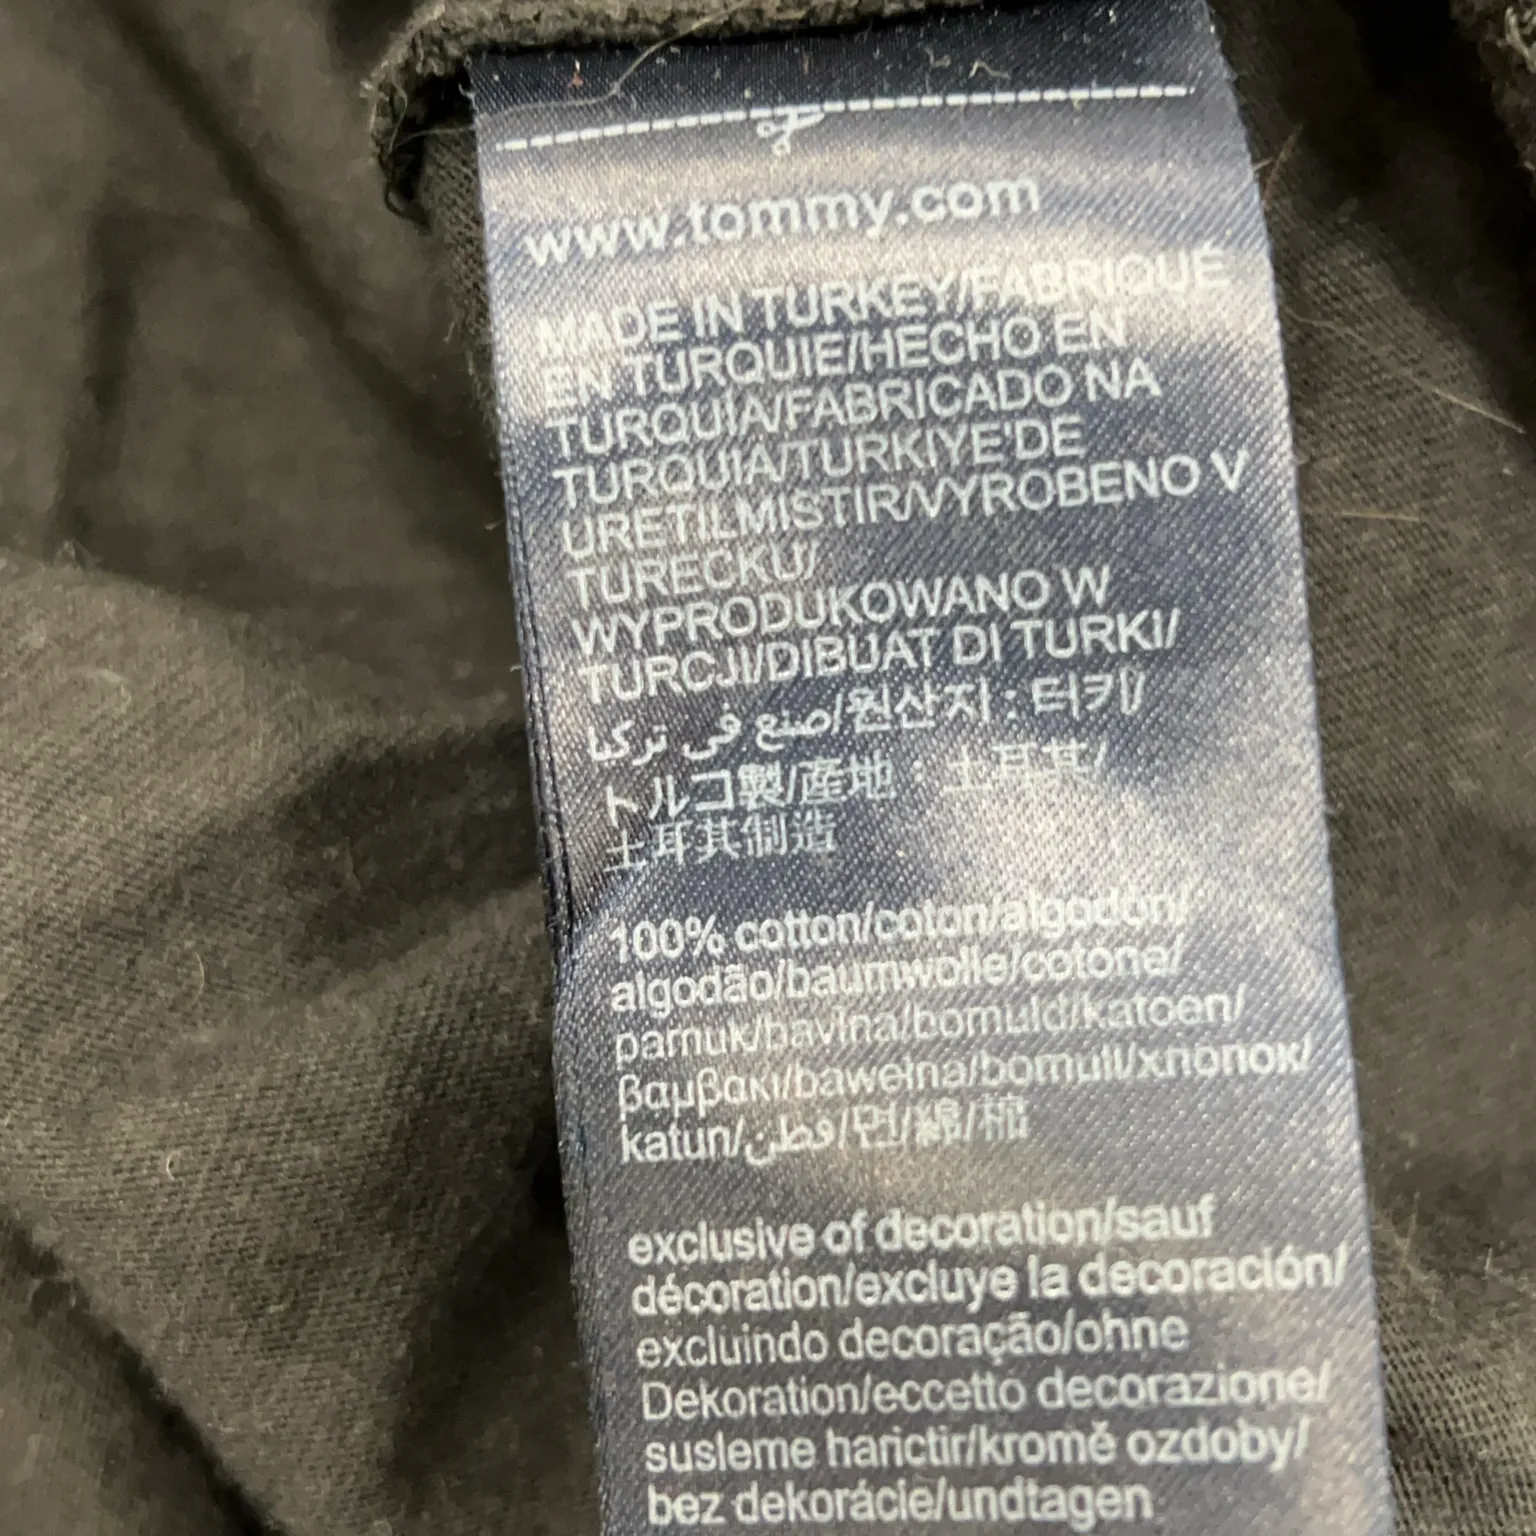 www.tommy.com
MADE IN TURKEY/FABRIQUÉ
EN TURQUIE/HECHO EN
TURQUÍA/FABRICADO NA
TURQUIA/TURKIYE'DE
URETILMISTIR/VYROBENO V
TURECKU/
WYPRODUKOWANO W
TURCJI/DIBUAT DI TURKI/
صنع في تركيا/원산지 : 터키/
トルコ製/産地 : 土耳其/
土耳其制造
100% cotton/coton/algodón/
algodão/baumwolle/cotone/
pamuk/bavlna/bomuld/katoen/
βαμβακι/bawełna/bomull/хлопок/
katun/قطن/면/綿/棉
exclusive of decoration/sauf
décoration/excluye la decoración/
excluindo decoração/ohne
Dekoration/eccetto decorazione/
susleme harictir/kromě ozdoby/
bez dekorácie/undtagen